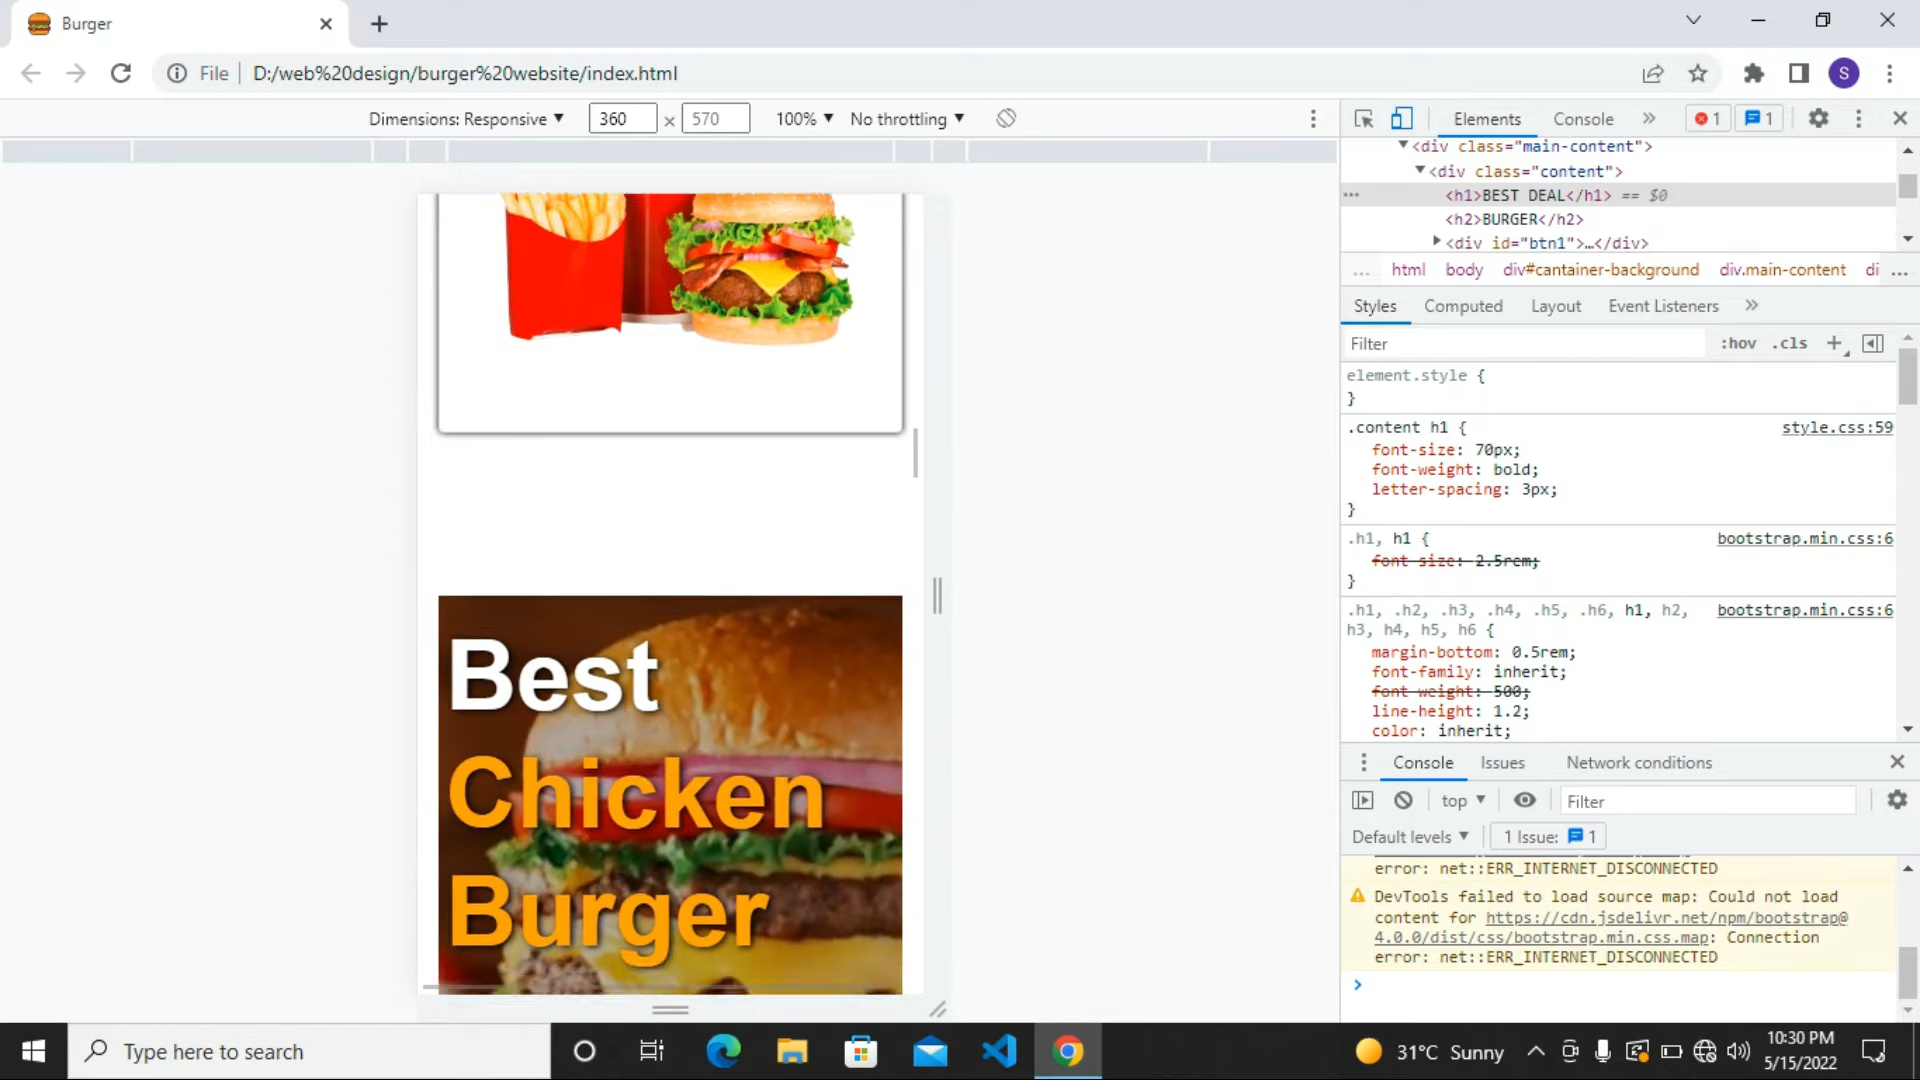 Burger
File D:/web%20design/burger%20website/index.html
S
Dimensions: Responsive 360 × 570 100% No throttling
Elements Console » 1 1
<div class="main-content">
<div class="content">
••• <h1>BEST DEAL</h1> == $0
<h2>BURGER</h2>
<div id="btn1">…</div>
... html body div#cantainer-background div.main-content di ...
Styles Computed Layout Event Listeners »
Filter :hov .cls +
element.style {
}
.content h1 { style.css:59
font-size: 70px;
font-weight: bold;
letter-spacing: 3px;
}
.h1, h1 { bootstrap.min.css:6
font-size: 2.5rem;
}
.h1, .h2, .h3, .h4, .h5, .h6, h1, h2, bootstrap.min.css:6
h3, h4, h5, h6 {
margin-bottom: 0.5rem;
font-family: inherit;
font-weight: 500;
line-height: 1.2;
color: inherit;
Best
Chicken
Burger
Console Issues Network conditions
top Filter
Default levels 1 Issue: 1
error: net::ERR_INTERNET_DISCONNECTED
DevTools failed to load source map: Could not load
content for https://cdn.jsdelivr.net/npm/bootstrap@
4.0.0/dist/css/bootstrap.min.css.map: Connection
error: net::ERR_INTERNET_DISCONNECTED
Type here to search
31°C Sunny
10:30 PM
5/15/2022